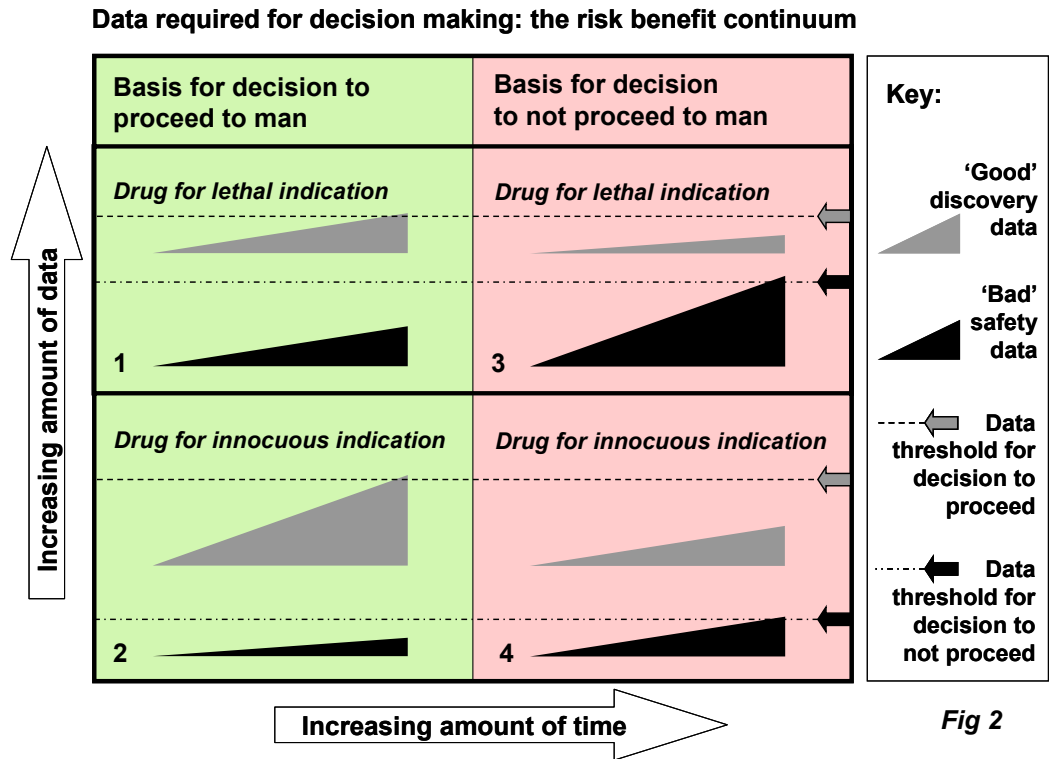 Data required for decision making: the risk benefit continuum
Basis for decision to
proceed to man
Basis for decision
to not proceed to man
Key:
Increasing amount of data
Drug for lethal indication
1
Drug for lethal indication
3
Drug for innocuous indication
2
Drug for innocuous indication
4
‘Good’
discovery
data
‘Bad’
safety
data
Data
threshold for
decision to
proceed
Data
threshold for
decision to
not proceed
Increasing amount of time
Fig 2